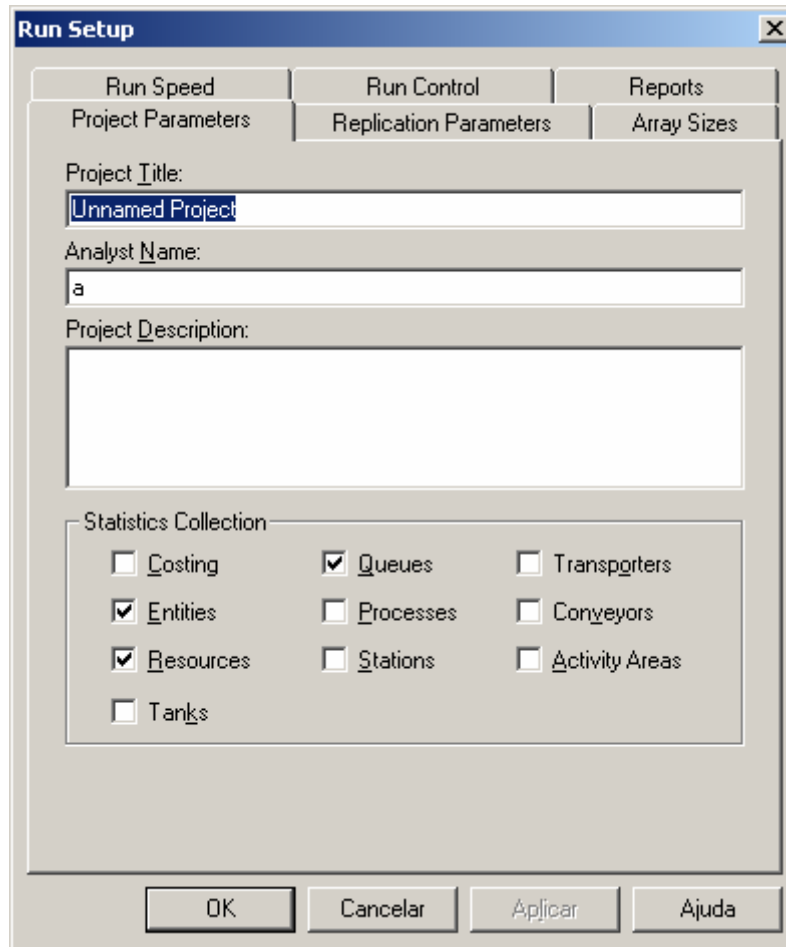 Run Setup
Run Speed Run Control Reports
Project Parameters Replication Parameters Array Sizes
Project Title:
Unnamed Project
Analyst Name:
a
Project Description:
Statistics Collection
Costing Queues Transporters
Entities Processes Conveyors
Resources Stations Activity Areas
Tanks
OK Cancelar Aplicar Ajuda